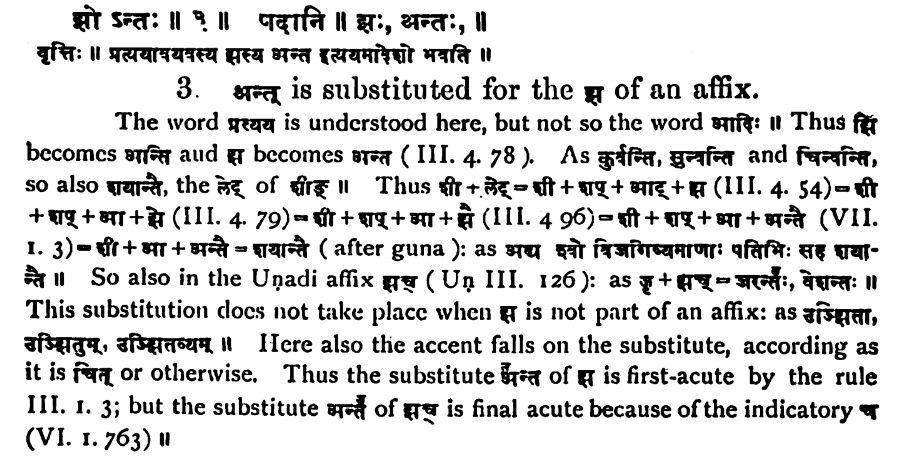 झो ऽन्तः ॥ ३ ॥ पदानि ॥ झः, अन्तः, ॥
वृत्तिः ॥ प्रत्ययावयवस्य झस्य अन्त इत्ययमादेशो भवति ॥
3. अन्त् is substituted for the झ of an affix.
The word प्रत्यय is understood here, but not so the word आदिः ॥ Thus झि
becomes अन्ति aud झ becomes अन्त ( III. 4. 78 ). As कुर्वन्ति, सुन्वन्ति and चिन्वन्ति,
so also शयान्तै, the लेट् of शीङ् ॥ Thus शी + लेट् = शी + शप् + आट् + झ (III. 4. 54) = शी
+ शप् + आ + झे (III. 4. 79) = शी + शप् + आ + झै (III. 4 96) = शी + शप् + आ + अन्तै (VII.
1. 3) = शी + आ + अन्तै = शयान्तै ( after guna ): as अद्य श्वो विजनिष्यमाणाः पतिभिः सह शया-
न्तै ॥ So also in the Uṇadi affix झच् ( Uṇ III. 126 ): as जॄ + झच् = जरन्तः, वेशन्तः ॥
This substitution does not take place when झ is not part of an affix: as उज्झिता,
उज्झितुम्, उज्झितव्यम् ॥ Here also the accent falls on the substitute, according as
it is चित् or otherwise. Thus the substitute अन्त of झ is first-acute by the rule
III. 1. 3; but the substitute अन्त of झच् is final acute because of the indicatory च
(VI. 1. 763) ॥